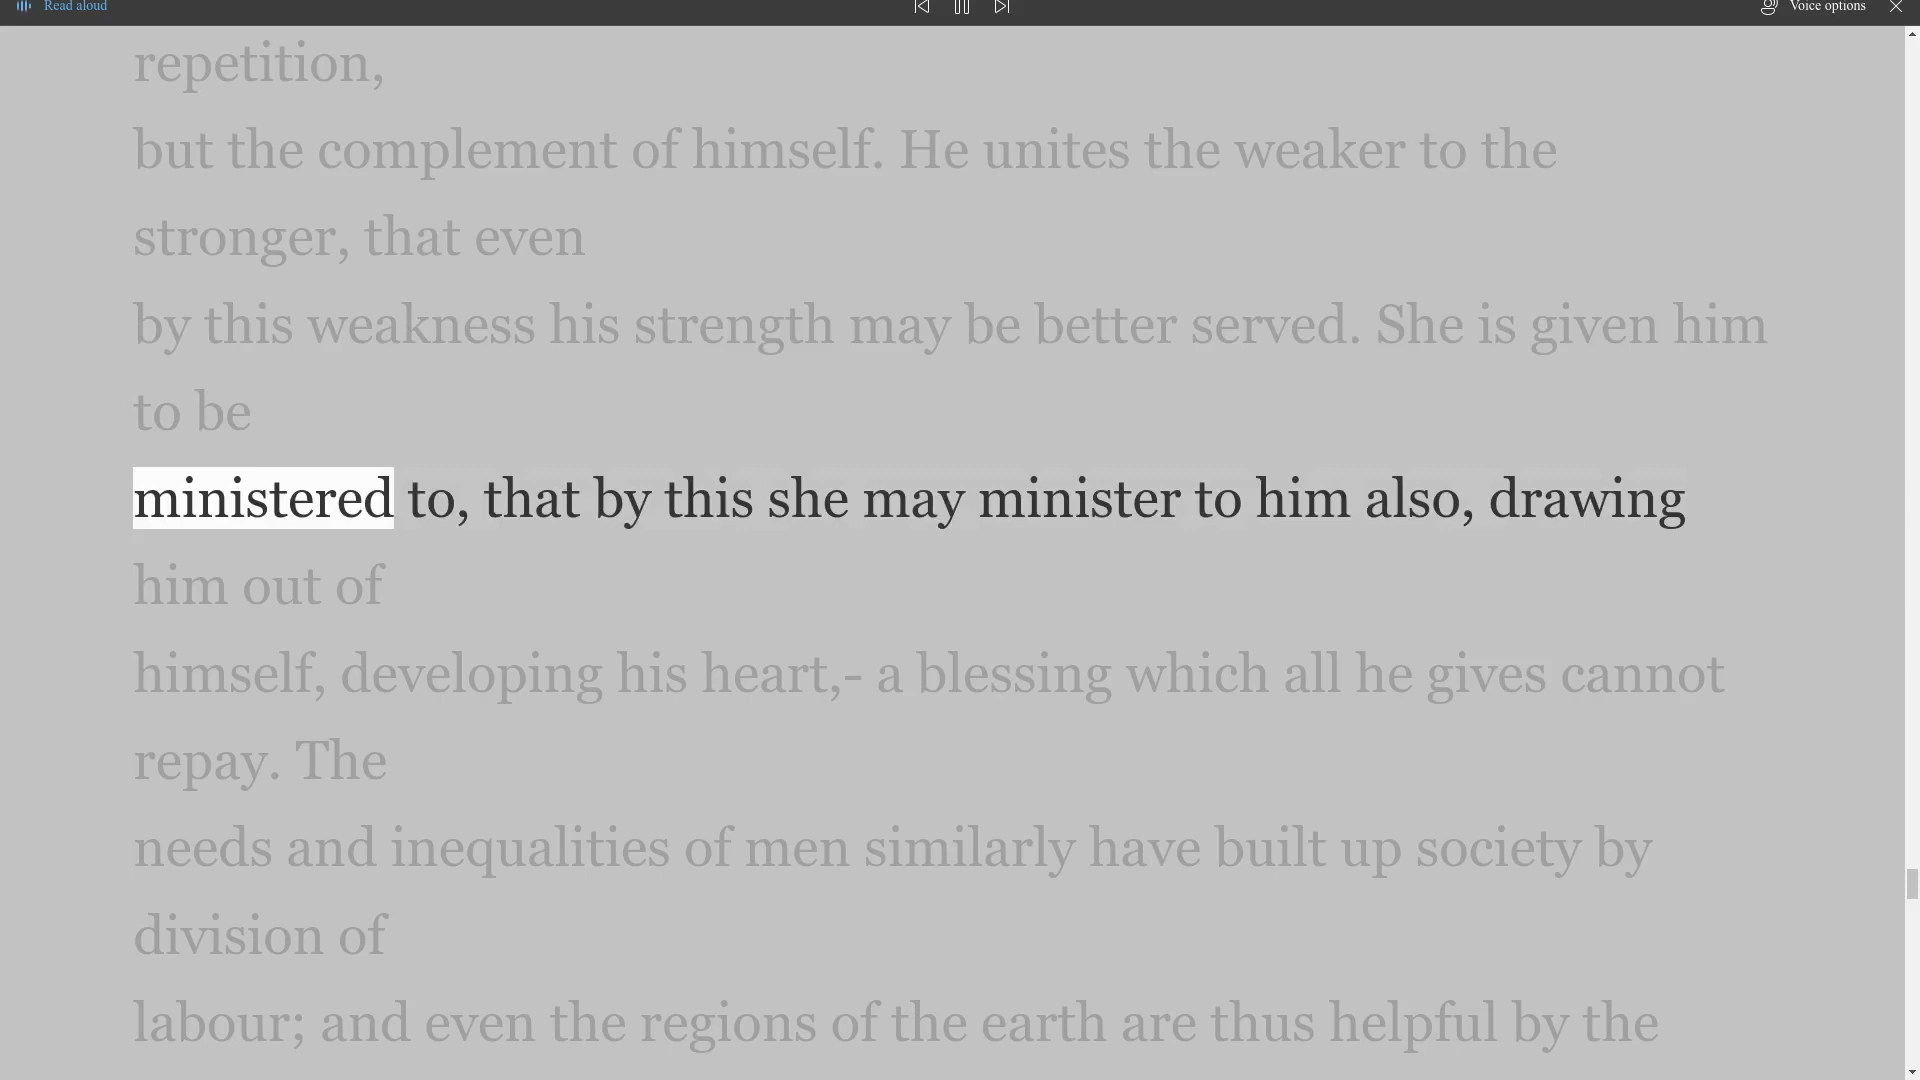 Read aloud
Voice options
repetition,
but the complement of himself. He unites the weaker to the
stronger, that even
by this weakness his strength may be better served. She is given him
to be
ministered to, that by this she may minister to him also, drawing
him out of
himself, developing his heart,- a blessing which all he gives cannot
repay. The
needs and inequalities of men similarly have built up society by
division of
labour; and even the regions of the earth are thus helpful by the